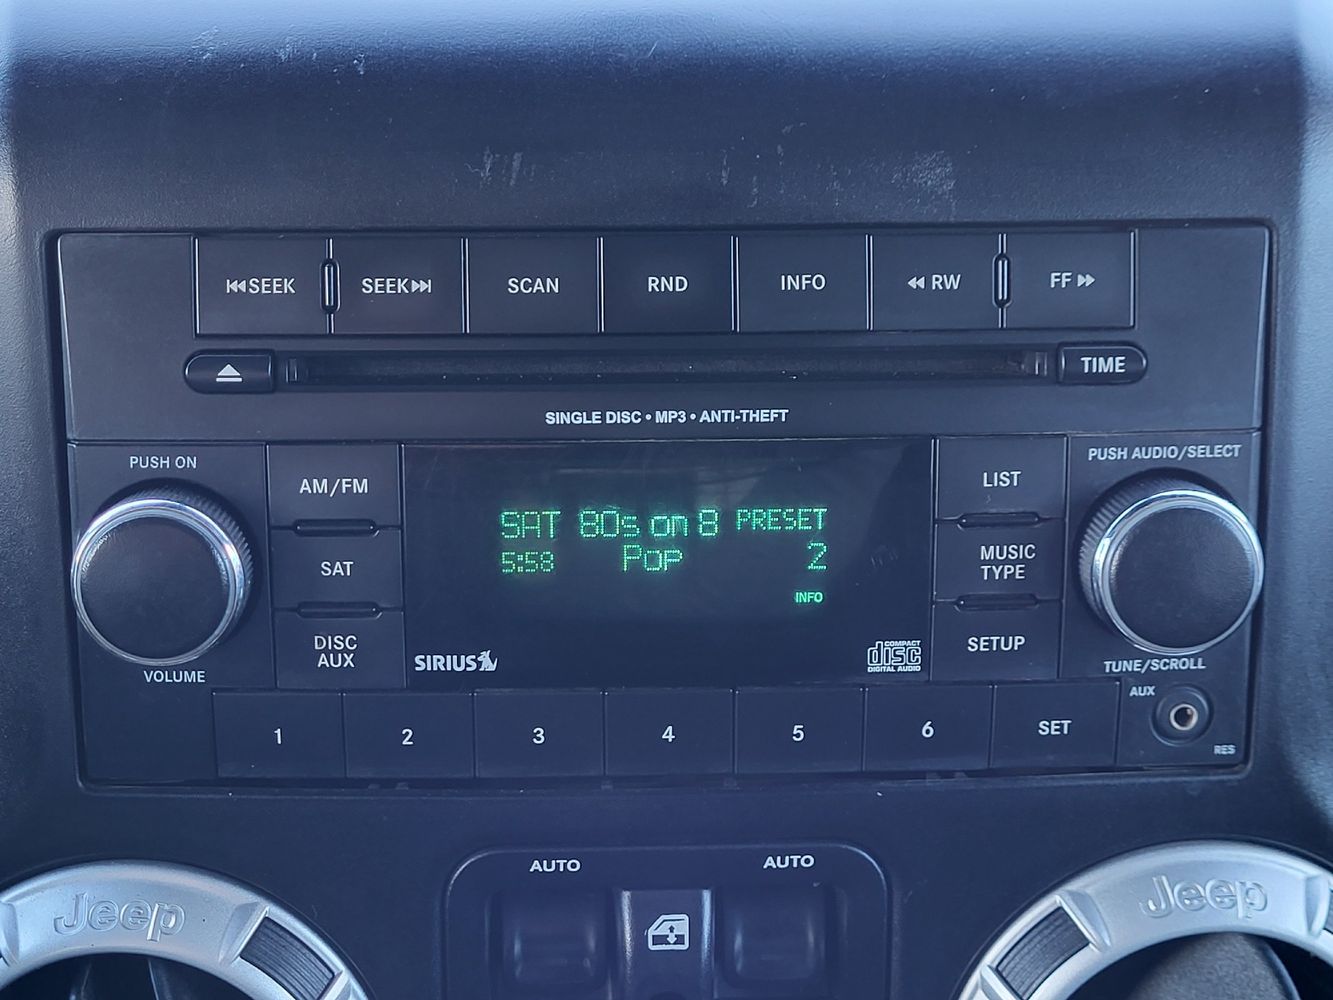 SEEK
SEEK
SCAN
RND
INFO
RW
FF
TIME
SINGLE DISC • MP3 • ANTI-THEFT
PUSH ON
VOLUME
AM/FM
SAT
DISC
AUX
SAT 80s on 8 PRESET
5:58 Pop 2
INFO
SIRIUS
COMPACT
disc
DIGITAL AUDIO
LIST
MUSIC
TYPE
SETUP
PUSH AUDIO/SELECT
TUNE/SCROLL
AUX
RES
1
2
3
4
5
6
SET
AUTO
AUTO
Jeep
Jeep